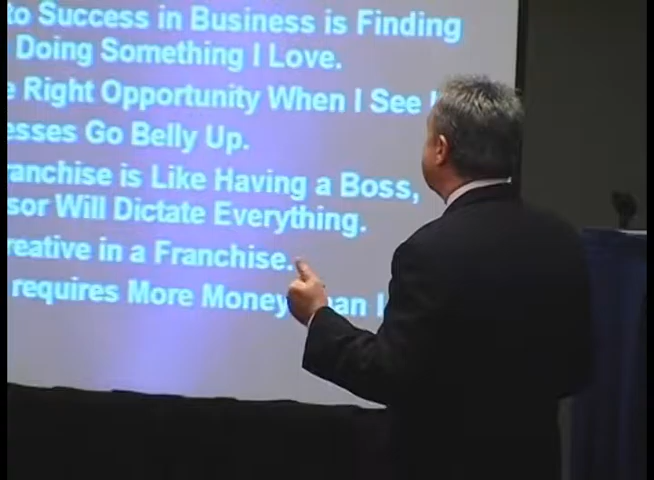 to Success in Business is Finding
Doing Something I Love.
Right Opportunity When I See
esses Go Belly Up.
ranchise is Like Having a Boss,
sor Will Dictate Everything.
reative in a Franchise.
requires More Money han I